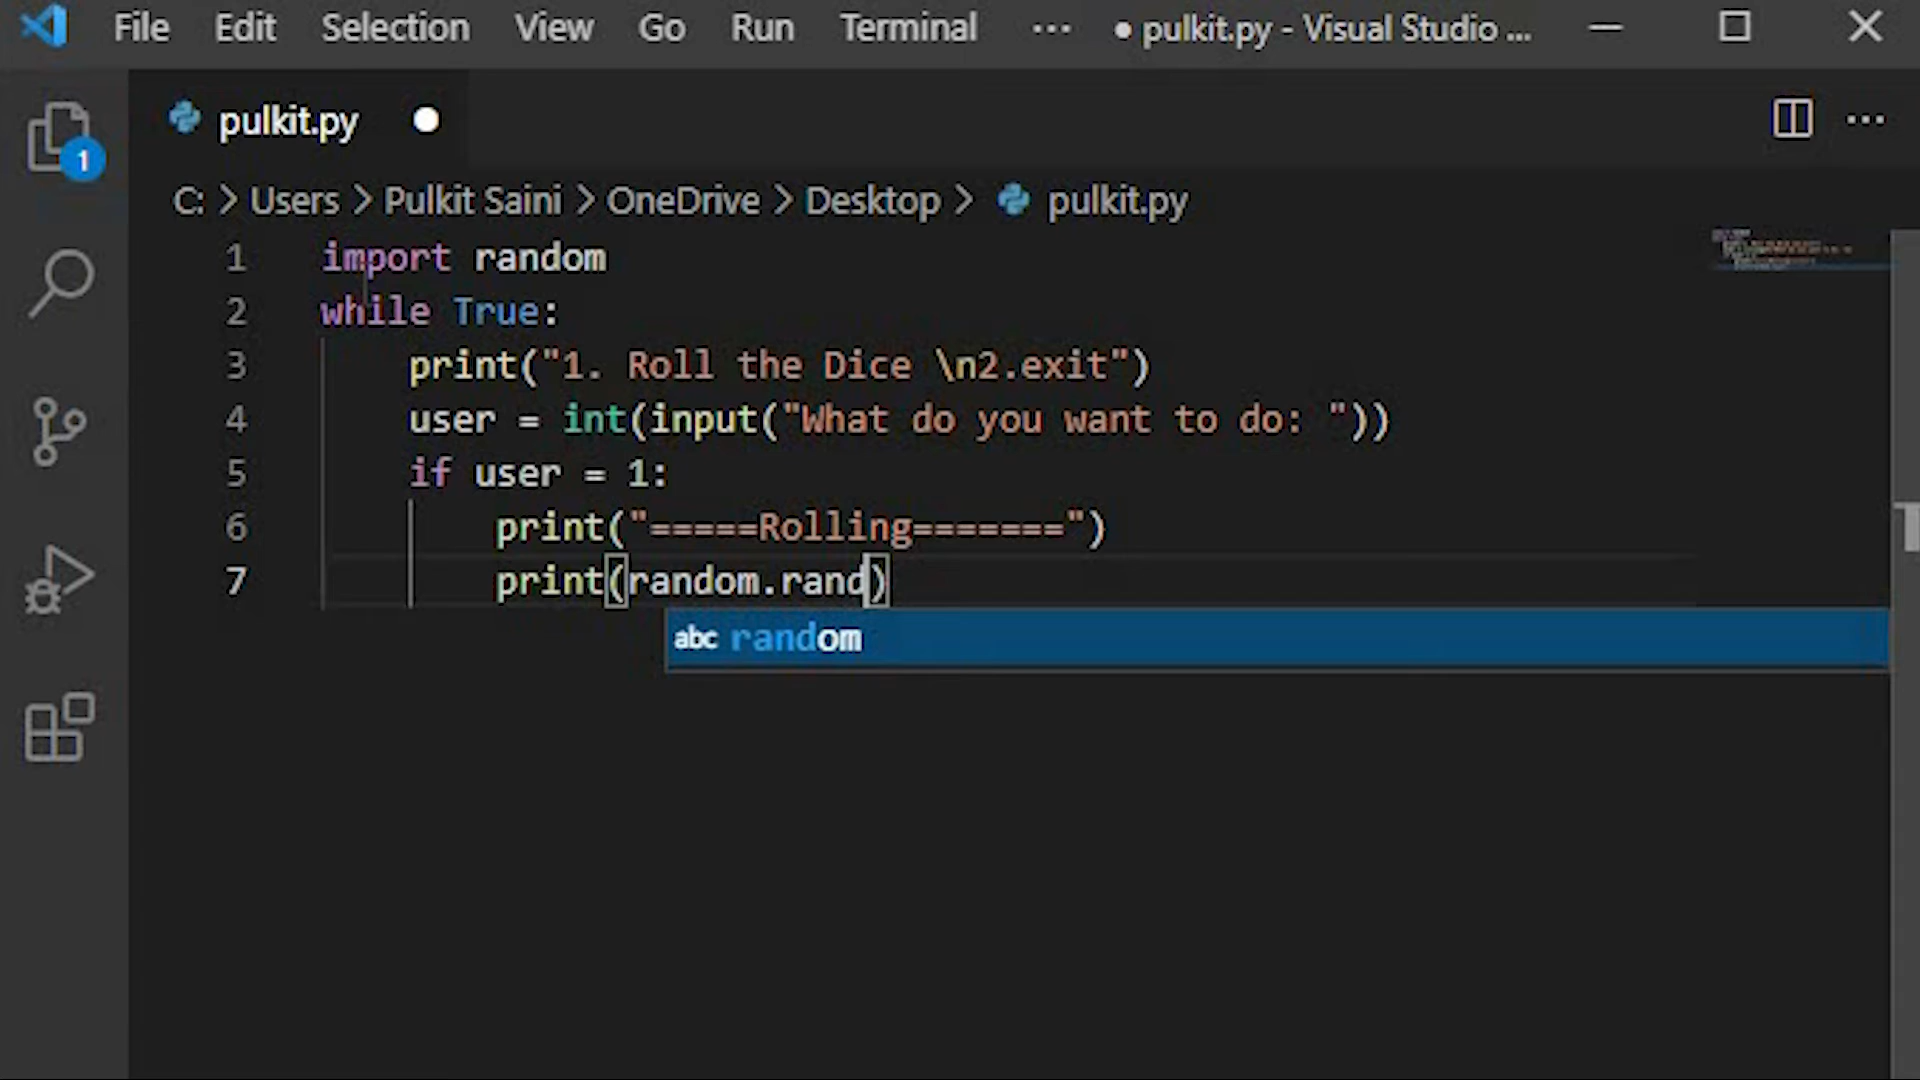 File Edit Selection View Go Run Terminal ··· ● pulkit.py - Visual Studio ...
pulkit.py
1
C: > Users > Pulkit Saini > OneDrive > Desktop > pulkit.py
1 import random
2 while True:
3 print("1. Roll the Dice \n2.exit")
4 user = int(input("What do you want to do: "))
5 if user = 1:
6 print("=====Rolling=======")
7 print(random.rand)
abc random